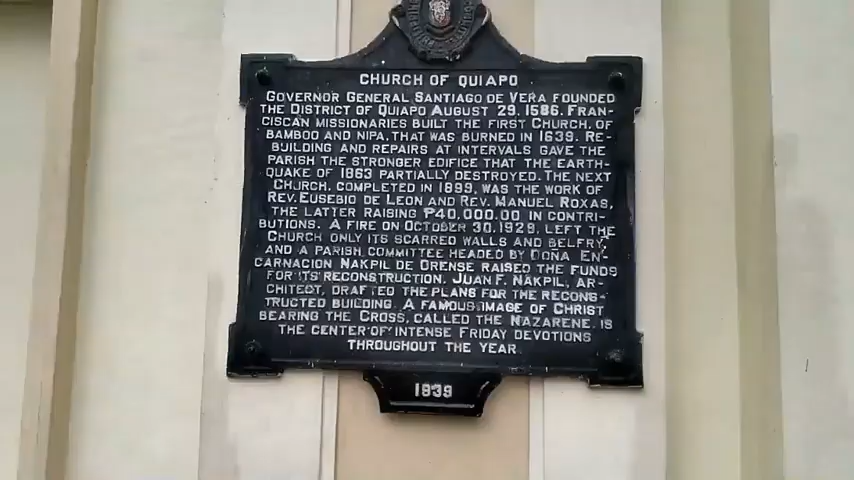 CHURCH OF QUIAPO
GOVERNOR GENERAL SANTIAGO DE VERA FOUNDED
THE DISTRICT OF QUIAPO AUGUST 29, 1586. FRAN-
CISCAN MISSIONARIES BUILT THE FIRST CHURCH, OF
BAMBOO AND NIPA, THAT WAS BURNED IN 1639. RE-
BUILDING AND REPAIRS AT INTERVALS GAVE THE
PARISH THE STRONGER EDIFICE THAT THE EARTH-
QUAKE OF 1863 PARTIALLY DESTROYED. THE NEXT
CHURCH, COMPLETED IN 1899, WAS THE WORK OF
REV. EUSEBIO DE LEON AND REV. MANUEL ROXAS,
THE LATTER RAISING ₱40,000.00 IN CONTRI-
BUTIONS. A FIRE ON OCTOBER 30, 1929, LEFT THE
CHURCH ONLY ITS SCARRED WALLS AND BELFRY,
AND A PARISH COMMITTEE HEADED BY DOÑA EN-
CARNACION NAKPIL DE ORENSE RAISED THE FUNDS
FOR ITS RECONSTRUCTION. JUAN F. NAKPIL, AR-
CHITECT, DRAFTED THE PLANS FOR THE RECONS-
TRUCTED BUILDING. A FAMOUS IMAGE OF CHRIST
BEARING THE CROSS, CALLED THE NAZARENE, IS
THE CENTER OF INTENSE FRIDAY DEVOTIONS
THROUGHOUT THE YEAR.
1939